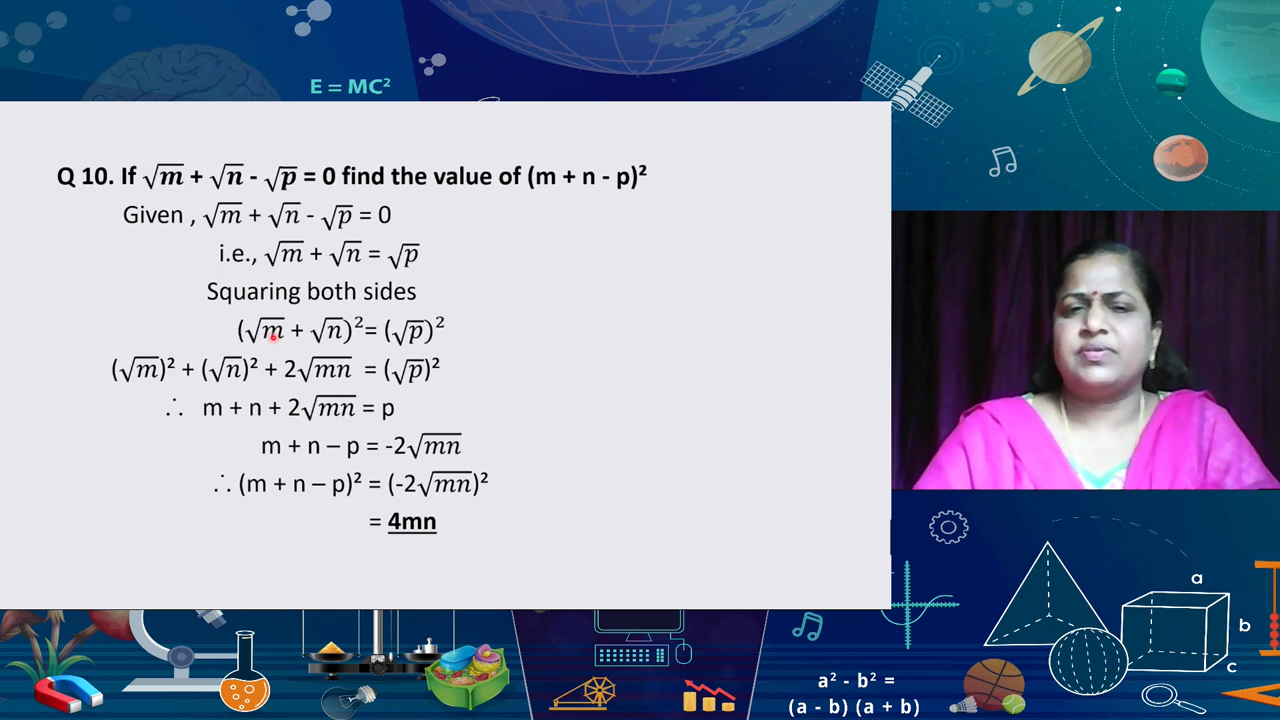 E = MC²
Q 10. If √m + √n - √p = 0 find the value of (m + n - p)²
Given , √m + √n - √p = 0
i.e., √m + √n = √p
Squaring both sides
(√m + √n)²= (√p)²
(√m)² + (√n)² + 2√mn = (√p)²
∴ m + n + 2√mn = p
m + n – p = -2√mn
∴ (m + n – p)² = (-2√mn)²
= 4mn
a
b
c
a² - b² =
(a - b) (a + b)